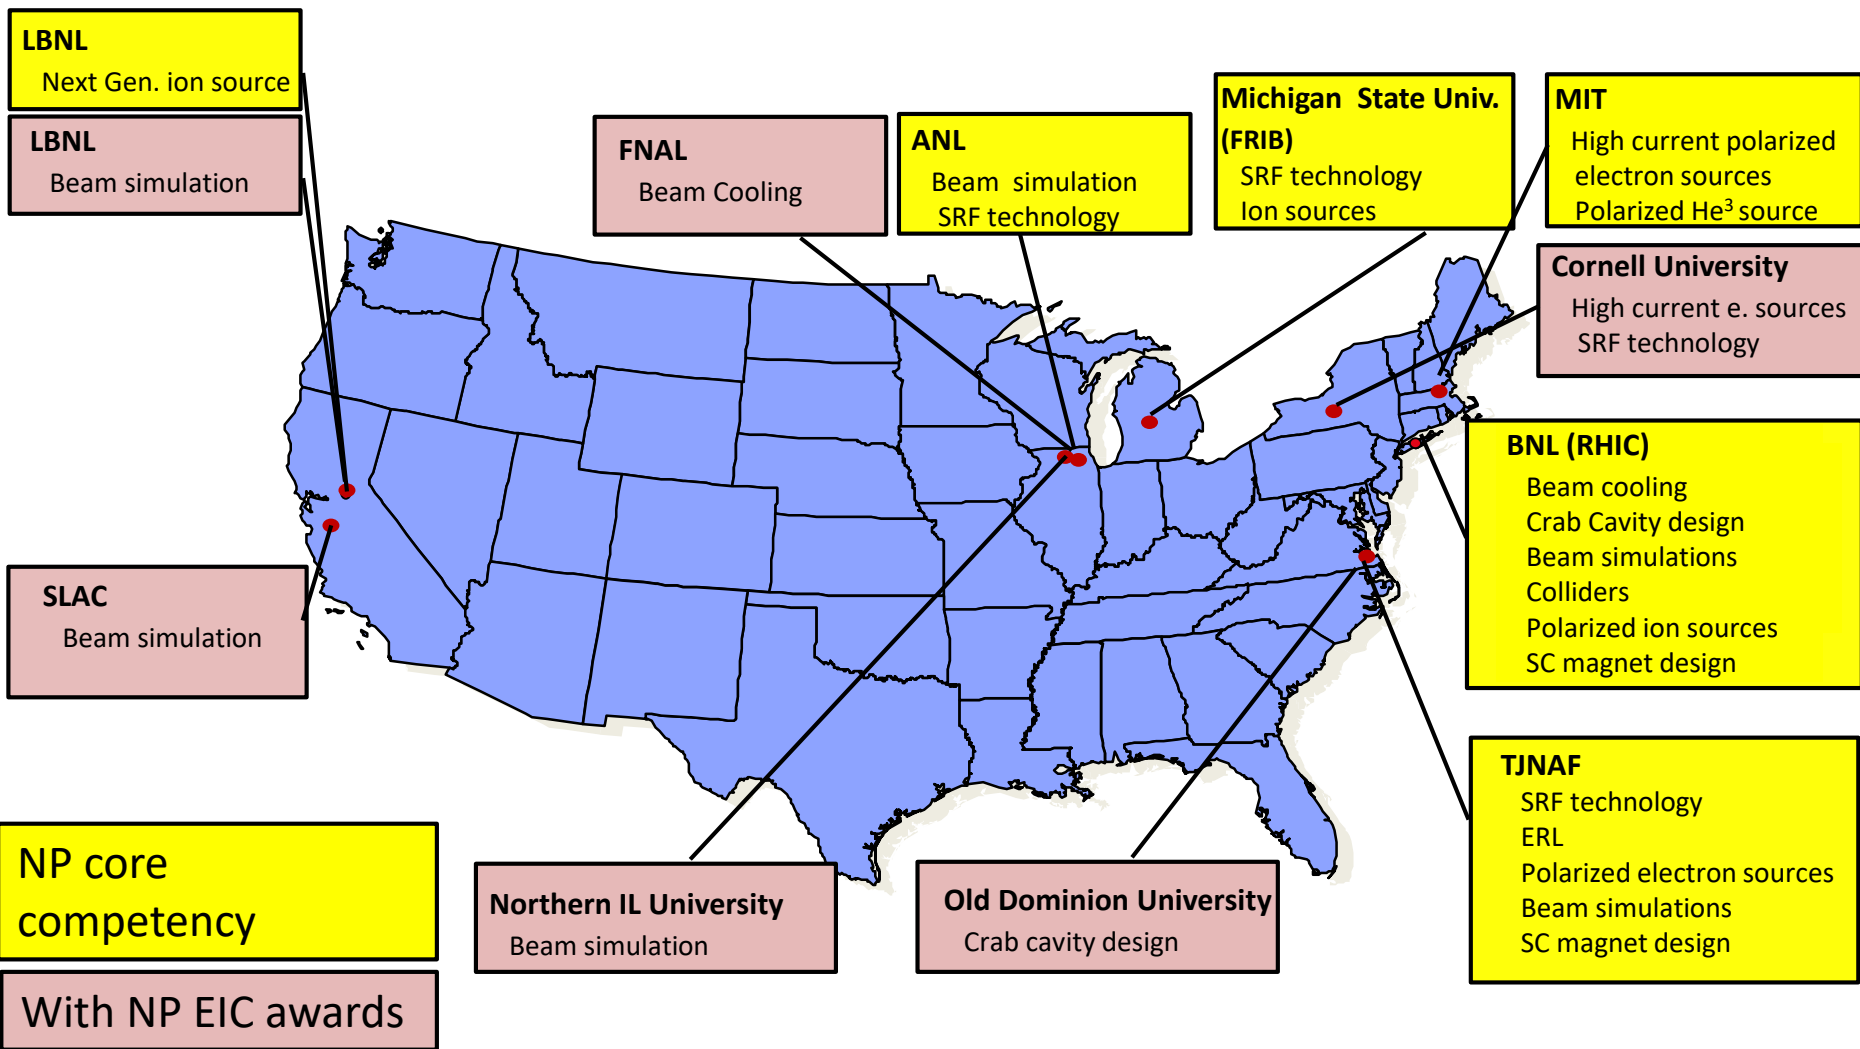 LBNL
Next Gen. ion source
LBNL
Beam simulation
FNAL
Beam Cooling
ANL
Beam simulation
SRF technology
Michigan State Univ.
(FRIB)
SRF technology
Ion sources
MIT
High current polarized
electron sources
Polarized He³ source
Cornell University
High current e. sources
SRF technology
BNL (RHIC)
Beam cooling
Crab Cavity design
Beam simulations
Colliders
Polarized ion sources
SC magnet design
SLAC
Beam simulation
TJNAF
SRF technology
ERL
Polarized electron sources
Beam simulations
SC magnet design
Northern IL University
Beam simulation
Old Dominion University
Crab cavity design
NP core
competency
With NP EIC awards